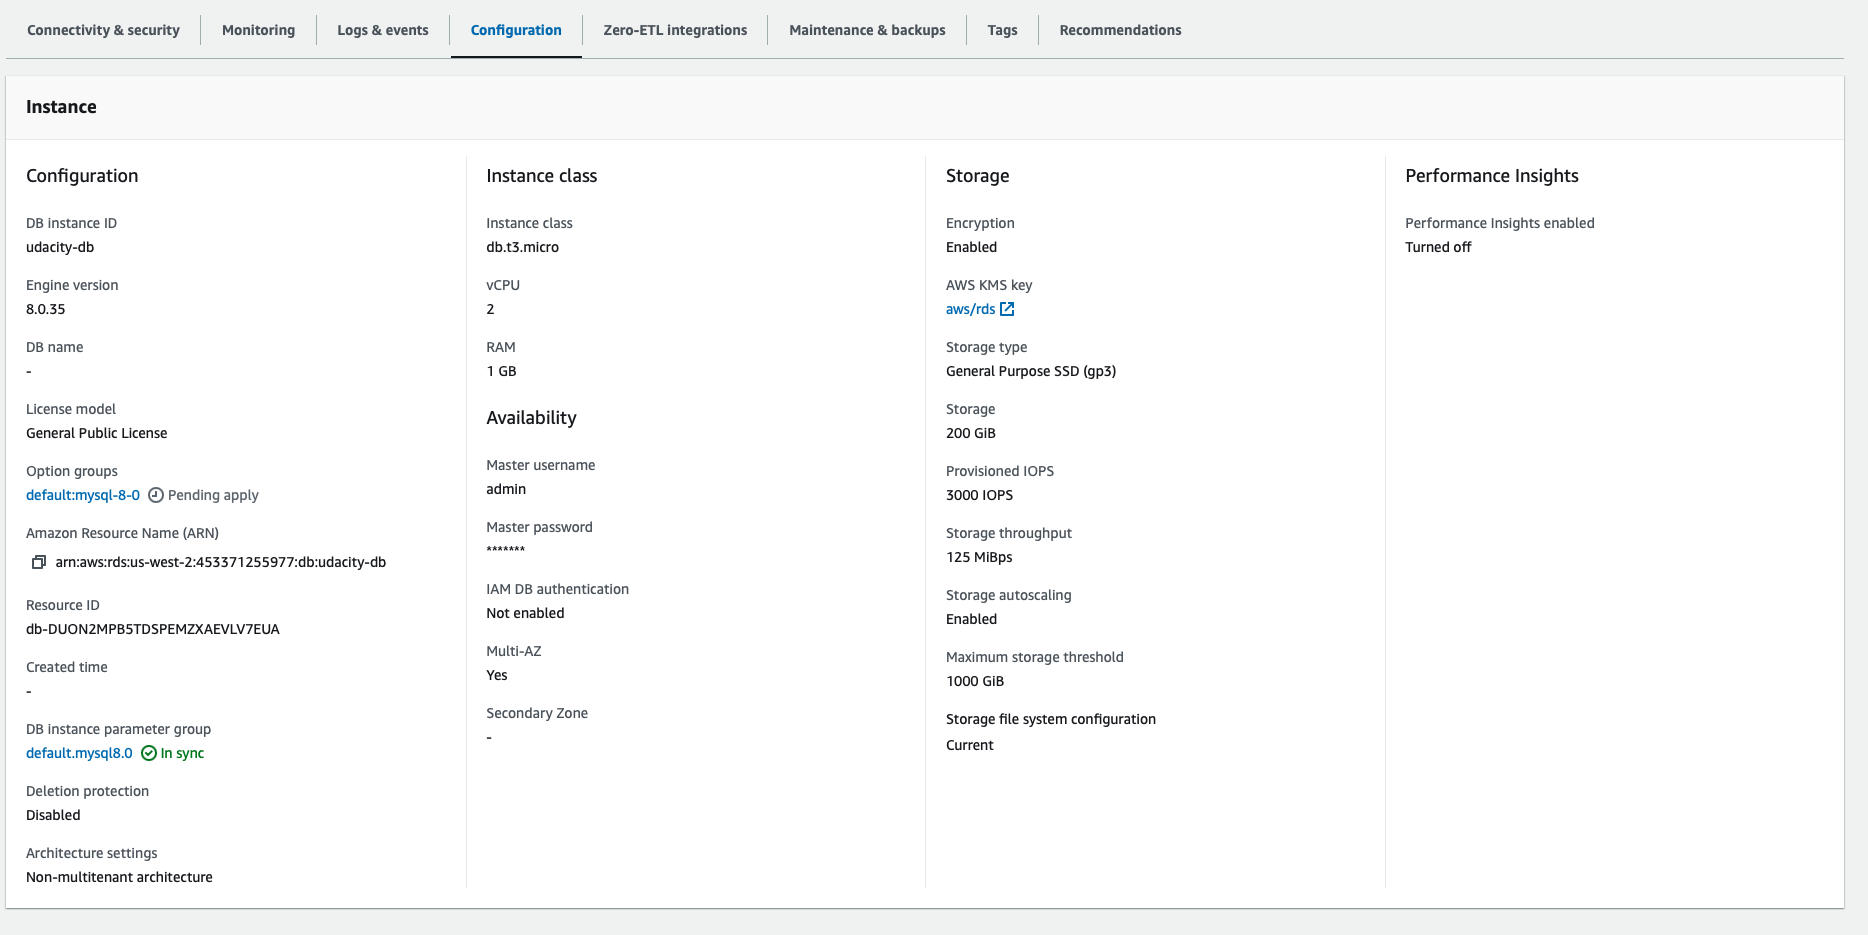 Connectivity & security
Monitoring
Logs & events
Configuration
Zero-ETL integrations
Maintenance & backups
Tags
Recommendations
Instance
Configuration
DB instance ID
udacity-db
Engine version
8.0.35
DB name
-
License model
General Public License
Option groups
default:mysql-8-0 Pending apply
Amazon Resource Name (ARN)
arn:aws:rds:us-west-2:453371255977:db:udacity-db
Resource ID
db-DUON2MPB5TDSPEMZXAEVLV7EUA
Created time
-
DB instance parameter group
default.mysql8.0 In sync
Deletion protection
Disabled
Architecture settings
Non-multitenant architecture
Instance class
Instance class
db.t3.micro
vCPU
2
RAM
1 GB
Availability
Master username
admin
Master password
*******
IAM DB authentication
Not enabled
Multi-AZ
Yes
Secondary Zone
-
Storage
Encryption
Enabled
AWS KMS key
aws/rds
Storage type
General Purpose SSD (gp3)
Storage
200 GiB
Provisioned IOPS
3000 IOPS
Storage throughput
125 MiBps
Storage autoscaling
Enabled
Maximum storage threshold
1000 GiB
Storage file system configuration
Current
Performance Insights
Performance Insights enabled
Turned off